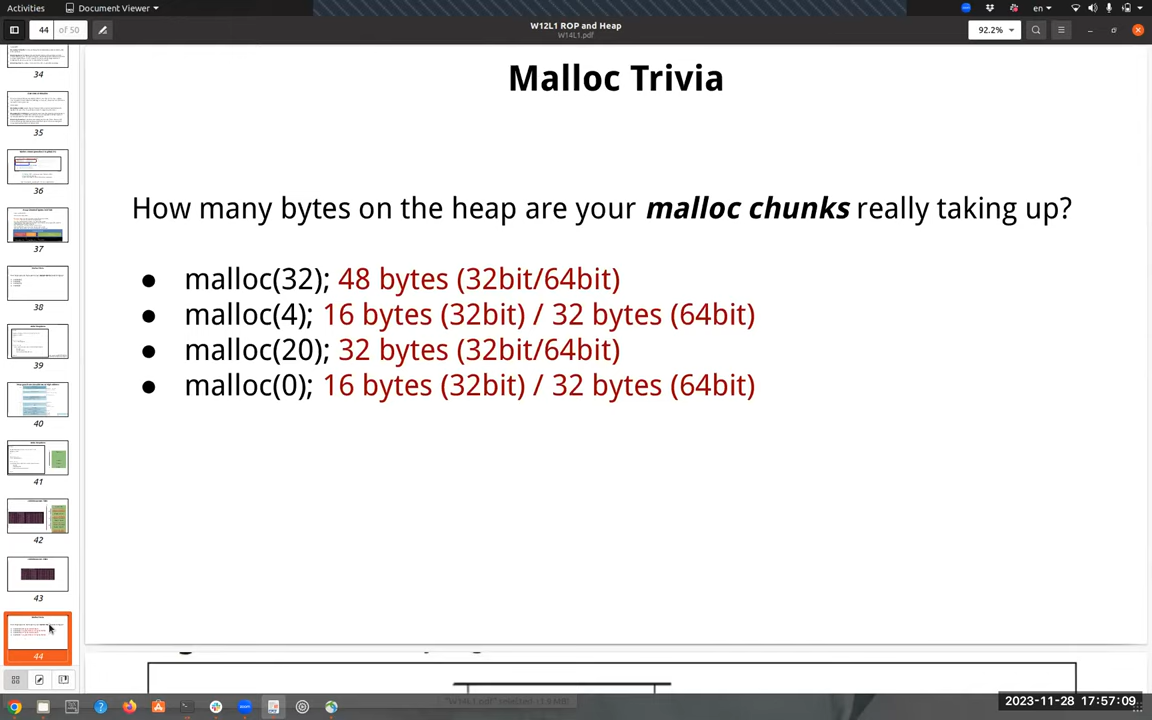 Activities
Document Viewer
en
44
of 50
W12L1 ROP and Heap
W14L1.pdf
92.2%
34
35
36
37
38
39
40
41
42
43
44
Malloc Trivia
How many bytes on the heap are your malloc chunks really taking up?
● malloc(32); 48 bytes (32bit/64bit)
● malloc(4); 16 bytes (32bit) / 32 bytes (64bit)
● malloc(20); 32 bytes (32bit/64bit)
● malloc(0); 16 bytes (32bit) / 32 bytes (64bit)
2023-11-28 17:57:09